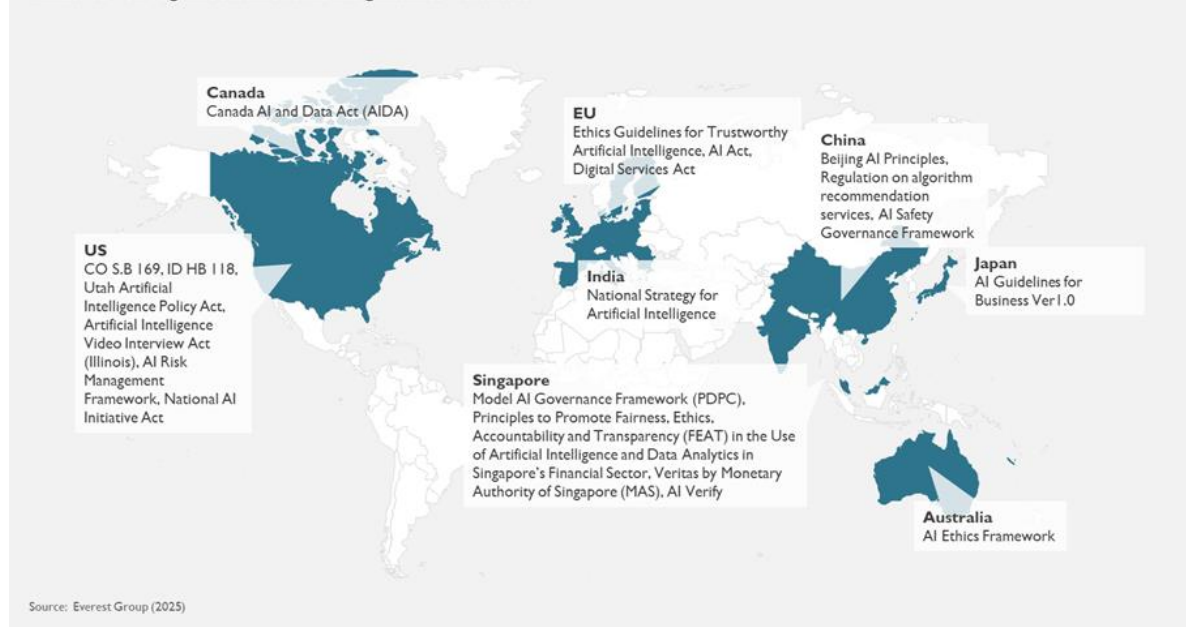 Canada
Canada AI and Data Act (AIDA)
EU
Ethics Guidelines for Trustworthy
Artificial Intelligence, AI Act,
Digital Services Act
China
Beijing AI Principles,
Regulation on algorithm
recommendation
services, AI Safety
Governance Framework
US
CO S.B 169, ID HB 118,
Utah Artificial
Intelligence Policy Act,
Artificial Intelligence
Video Interview Act
(Illinois), AI Risk
Management
Framework, National AI
Initiative Act
India
National Strategy for
Artificial Intelligence
Japan
AI Guidelines for
Business Ver1.0
Singapore
Model AI Governance Framework (PDPC),
Principles to Promote Fairness, Ethics,
Accountability and Transparency (FEAT) in the Use
of Artificial Intelligence and Data Analytics in
Singapore's Financial Sector, Veritas by Monetary
Authority of Singapore (MAS), AI Verify
Australia
AI Ethics Framework
Source: Everest Group (2025)